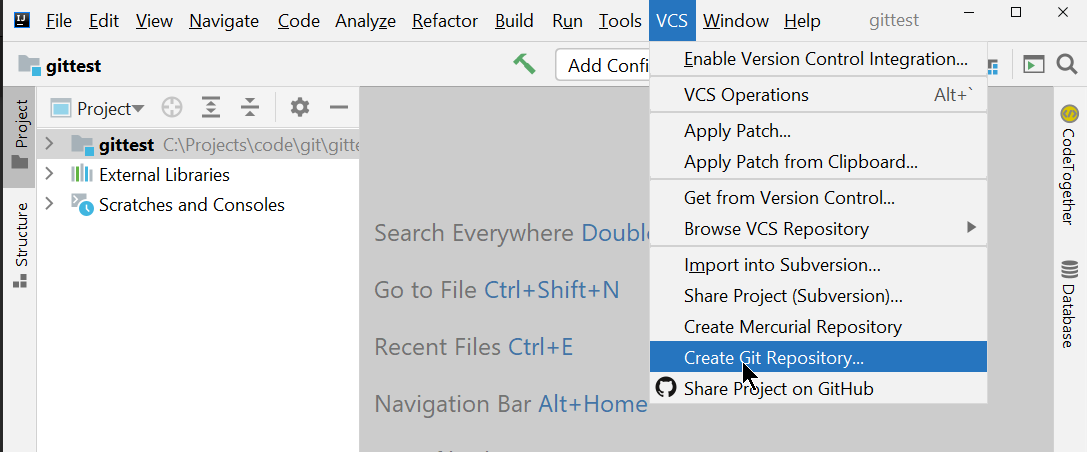 IJ File Edit View Navigate Code Analyze Refactor Build Run Tools VCS Window Help gittest
gittest
Add Confi
Project
Structure
Project
gittest C:\Projects\code\git\gitte
External Libraries
Scratches and Consoles
Search Everywhere Double
Go to File Ctrl+Shift+N
Recent Files Ctrl+E
Navigation Bar Alt+Home
Enable Version Control Integration...
VCS Operations Alt+`
Apply Patch...
Apply Patch from Clipboard...
Get from Version Control...
Browse VCS Repository
Import into Subversion...
Share Project (Subversion)...
Create Mercurial Repository
Create Git Repository...
Share Project on GitHub
CodeTogether
Database